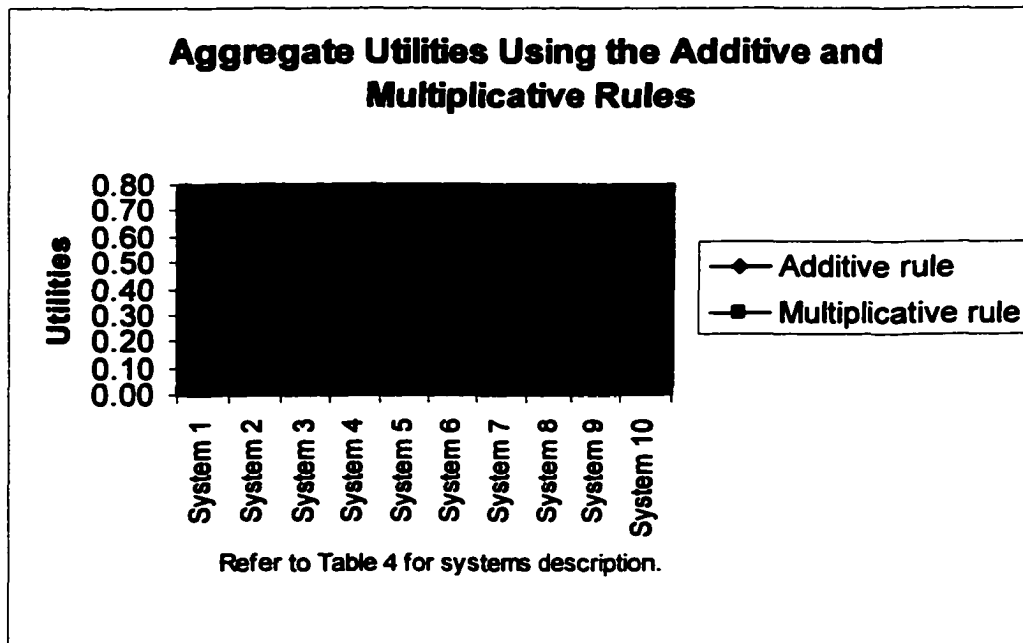 Aggregate Utilities Using the Additive and
Multiplicative Rules
Utilities
0.80
0.70
0.60
0.50
0.40
0.30
0.20
0.10
0.00
System 1
System 2
System 3
System 4
System 5
System 6
System 7
System 8
System 9
System 10
Additive rule
Multiplicative rule
Refer to Table 4 for systems description.